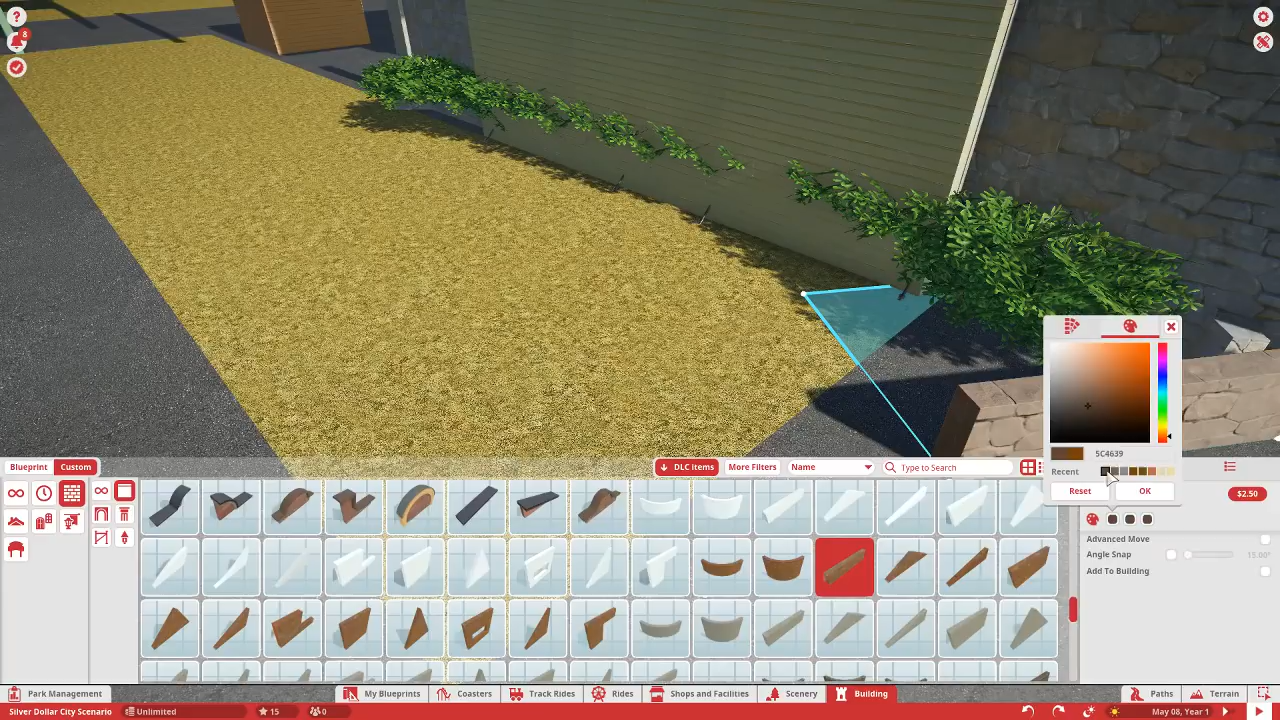 ?
8
Blueprint Custom
DLC Items More Filters Name Type to Search
5C4639
Recent
Reset OK
$2.50
Advanced Move
Angle Snap 15.00°
Add To Building
Park Management My Blueprints Coasters Track Rides Rides Shops and Facilities Scenery Building Paths Terrain
Silver Dollar City Scenario Unlimited 15 0 May 08, Year 1